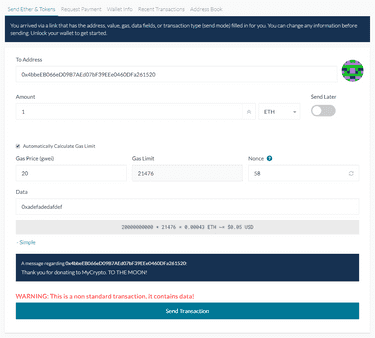 Send Ether & Tokens Request Payment Wallet Info Recent Transactions Address Book
You arrived via a link that has the address, value, gas, data fields, or transaction type (send mode) filled in for you. You can change any information before
sending. Unlock your wallet to get started.
To Address
0x4bbeEB066eD09B7AEd07bF39EEe0460DFa261520
Amount Send Later
1 ETH
Automatically Calculate Gas Limit
Gas Price (gwei) Gas Limit Nonce ?
20 21476 58
Data
0xadefadedafdef
20000000000 * 21476 = 0.00043 ETH ~= $0.05 USD
- Simple
A message regarding 0x4bbeEB066eD09B7AEd07bF39EEe0460DFa261520:
Thank you for donating to MyCrypto. TO THE MOON!
WARNING: This is a non standard transaction, it contains data!
Send Transaction